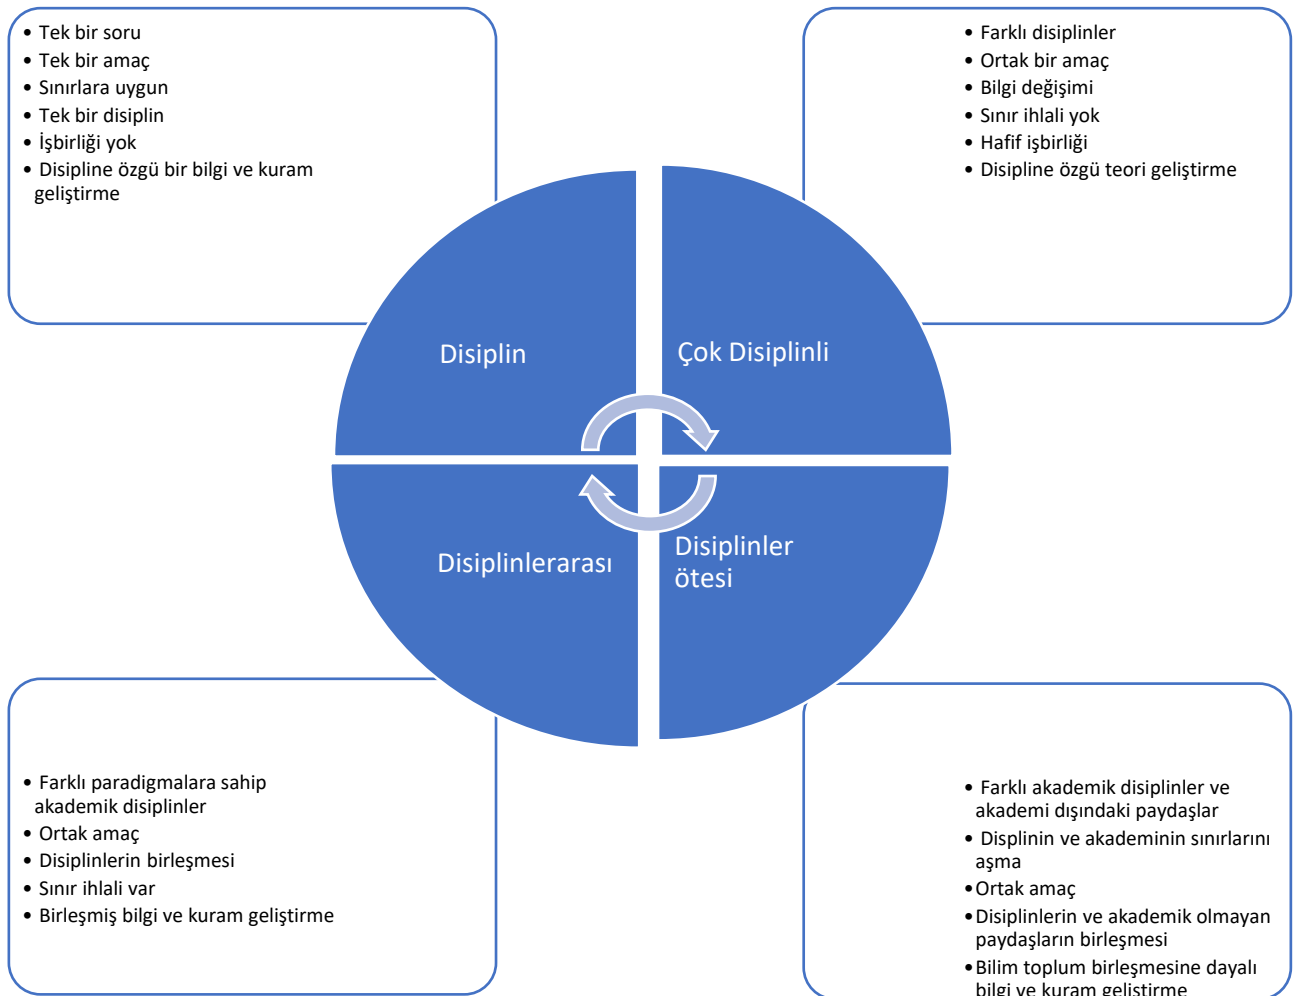 • Tek bir soru
• Tek bir amaç
• Sınırlara uygun
• Tek bir disiplin
• İşbirliği yok
• Disipline özgü bir bilgi ve kuram
geliştirme
• Farklı disiplinler
• Ortak bir amaç
• Bilgi değişimi
• Sınır ihlali yok
• Hafif işbirliği
• Disipline özgü teori geliştirme
Disiplin
Çok Disiplinli
Disiplinlerarası
Disiplinler
ötesi
• Farklı paradigmalara sahip
akademik disiplinler
• Ortak amaç
• Disiplinlerin birleşmesi
• Sınır ihlali var
• Birleşmiş bilgi ve kuram geliştirme
• Farklı akademik disiplinler ve
akademi dışındaki paydaşlar
• Displinin ve akademinin sınırlarını
aşma
• Ortak amaç
• Disiplinlerin ve akademik olmayan
paydaşların birleşmesi
• Bilim toplum birleşmesine dayalı
bilgi ve kuram geliştirme